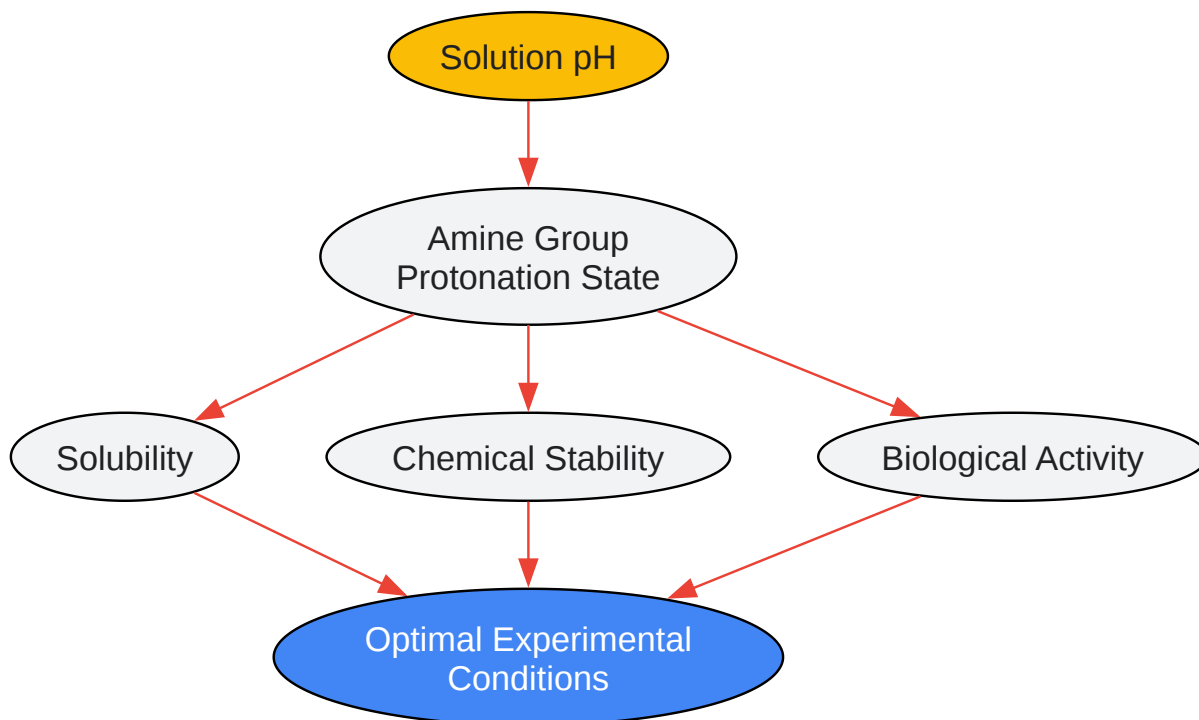 Solution pH
Amine Group
Protonation State
Solubility
Chemical Stability
Biological Activity
Optimal Experimental
Conditions